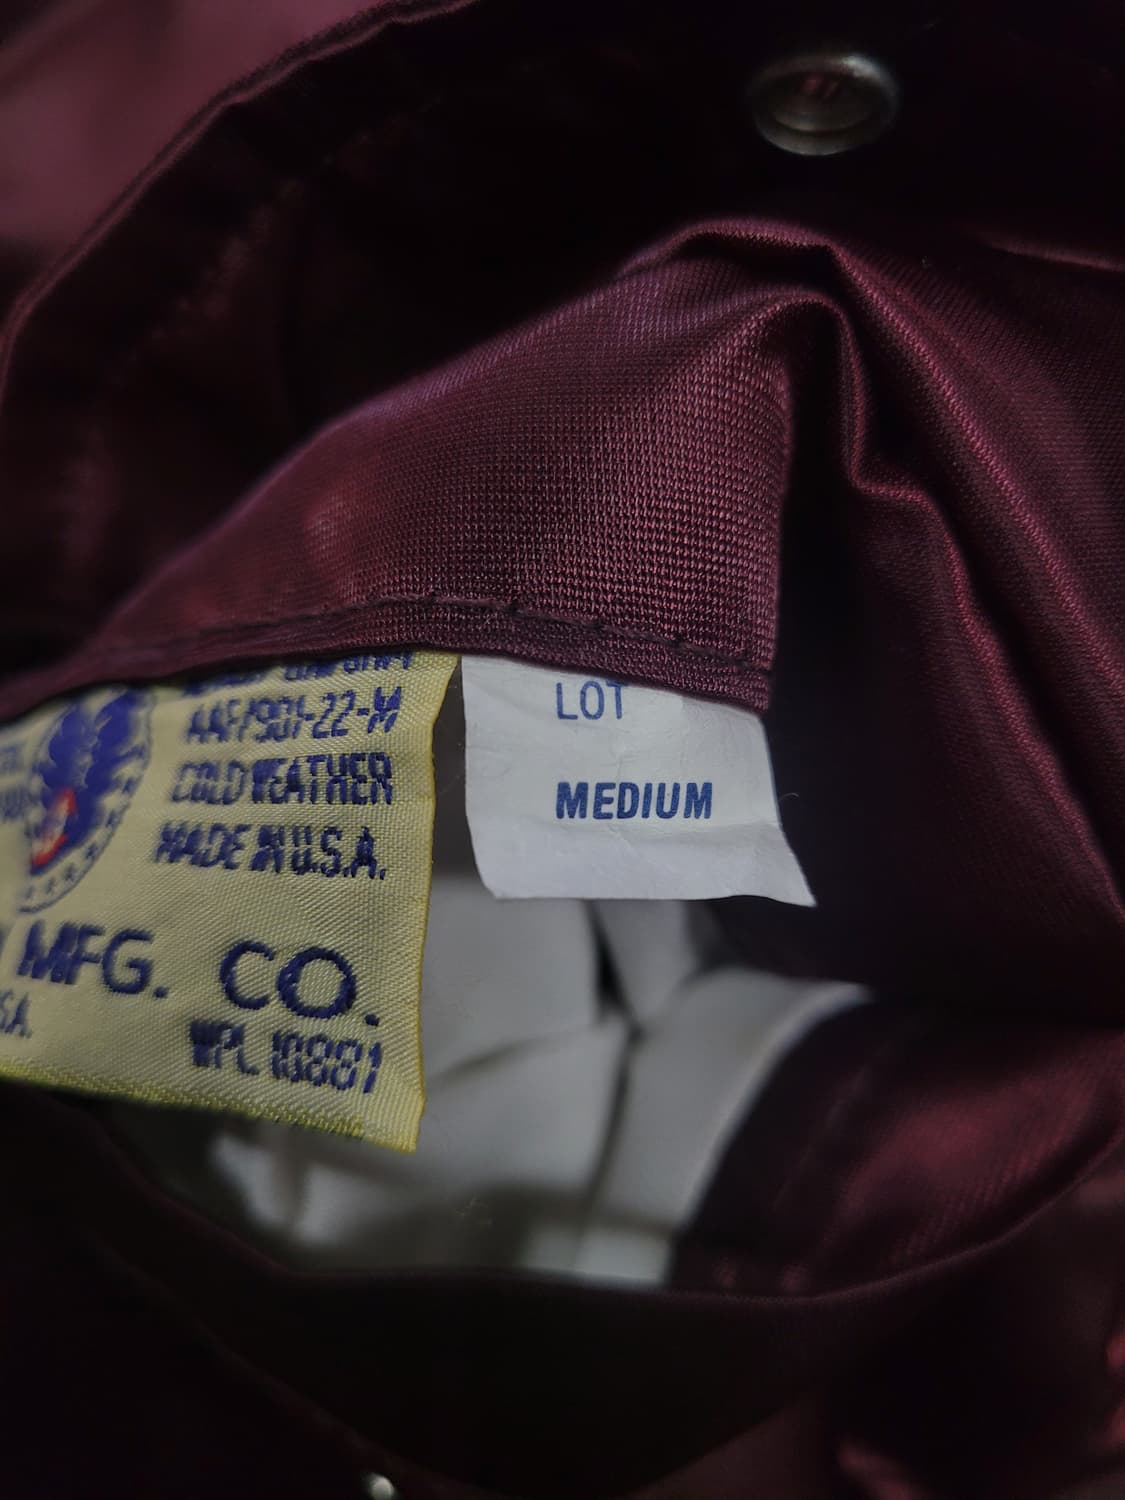 AAF/901-22-M
COLD WEATHER
MADE IN U.S.A.
MFG. CO.
WPL 10881
LOT
MEDIUM